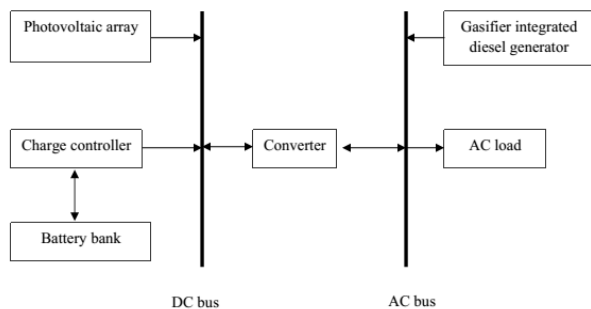 Photovoltaic array
Gasifier integrated
diesel generator
Charge controller
Converter
AC load
Battery bank
DC bus
AC bus